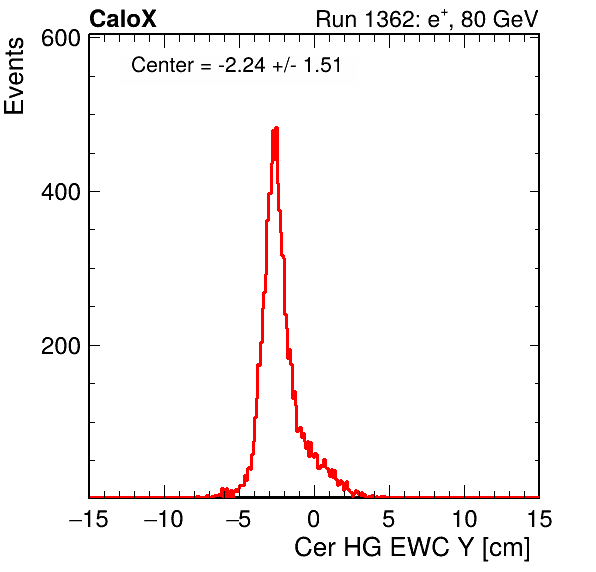 CaloX Run 1362: e⁺, 80 GeV
Center = -2.24 +/- 1.51
Events
600
400
200
−15 −10 −5 0 5 10 15
Cer HG EWC Y [cm]